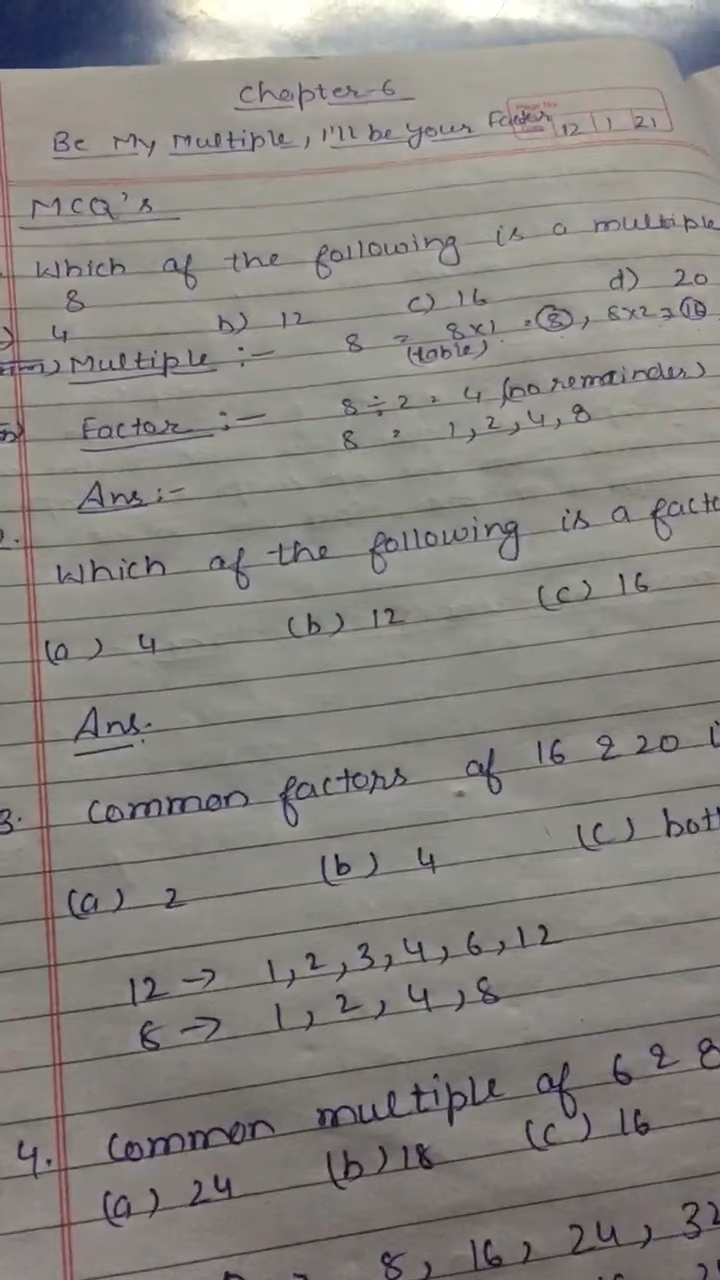 Chapter-6
Be My Multiple, I'll be your Factor
12 1 21
MCQ's
Which of the following is a multiple
8
4 b) 12 c) 16 d) 20
Multiple :- 8 = 8x1 = 8, 8x2 = 16
(table)
Factor :- 8 ÷ 2 = 4 (no remainder)
8 = 1, 2, 4, 8
Ans :-
2.
Which of the following is a
(a) 4 (b) 12 (c) 16
Ans.
3. Common factors of 16 & 20
(a) 2 (b) 4 (c)
12 → 1, 2, 3, 4, 6, 12
8 → 1, 2, 4, 8
4. Common multiple of 6 & 8
(a) 24 (b) 18 (c) 16
8, 16, 24, 32